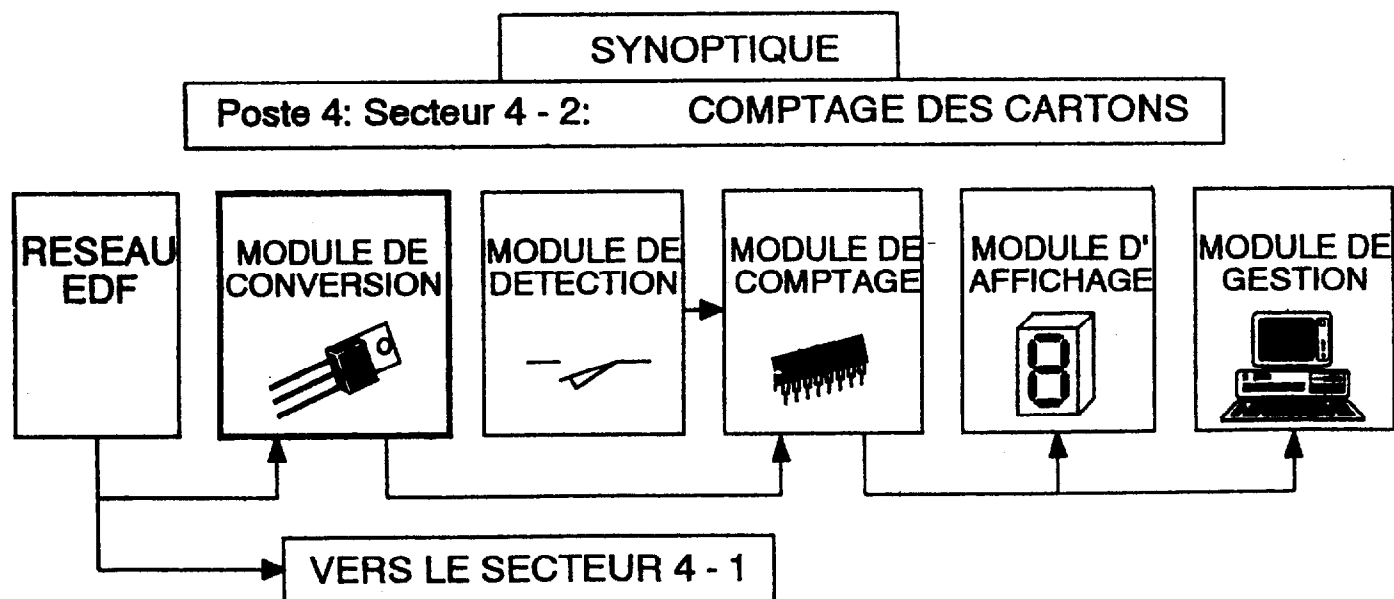 SYNOPTIQUE
Poste 4: Secteur 4 - 2: COMPTAGE DES CARTONS
RESEAU
EDF
MODULE DE
CONVERSION
MODULE DE
DETECTION
MODULE DE
COMPTAGE
MODULE D'
AFFICHAGE
MODULE DE
GESTION
VERS LE SECTEUR 4 - 1